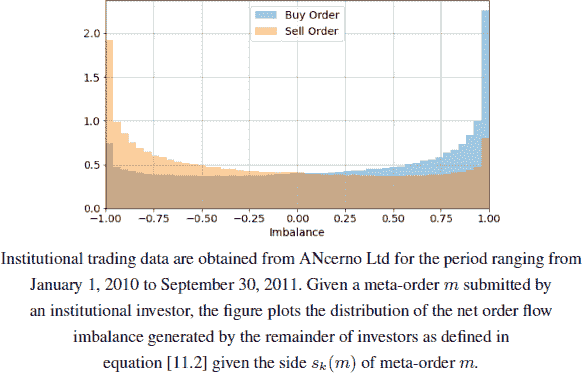 Buy Order
Sell Order
2.0
1.5
1.0
0.5
0.0
−1.00 −0.75 −0.50 −0.25 0.00 0.25 0.50 0.75 1.00
Imbalance
Institutional trading data are obtained from ANcerno Ltd for the period ranging from
January 1, 2010 to September 30, 2011. Given a meta-order m submitted by
an institutional investor, the figure plots the distribution of the net order flow
imbalance generated by the remainder of investors as defined in
equation [11.2] given the side sₖ(m) of meta-order m.